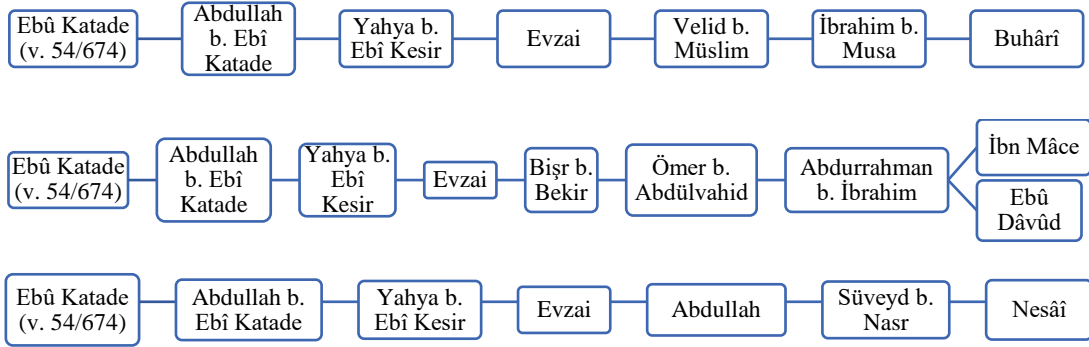 Ebû Katade
(v. 54/674)
Abdullah
b. Ebî
Katade
Yahya b.
Ebî Kesir
Evzai
Velid b.
Müslim
İbrahim b.
Musa
Buhârî
Ebû Katade
(v. 54/674)
Abdullah
b. Ebî
Katade
Yahya b.
Ebî
Kesir
Evzai
Bişr b.
Bekir
Ömer b.
Abdülvahid
Abdurrahman
b. İbrahim
İbn Mâce
Ebû
Dâvûd
Ebû Katade
(v. 54/674)
Abdullah b.
Ebî Katade
Yahya b.
Ebî Kesir
Evzai
Abdullah
Süveyd b.
Nasr
Nesâî